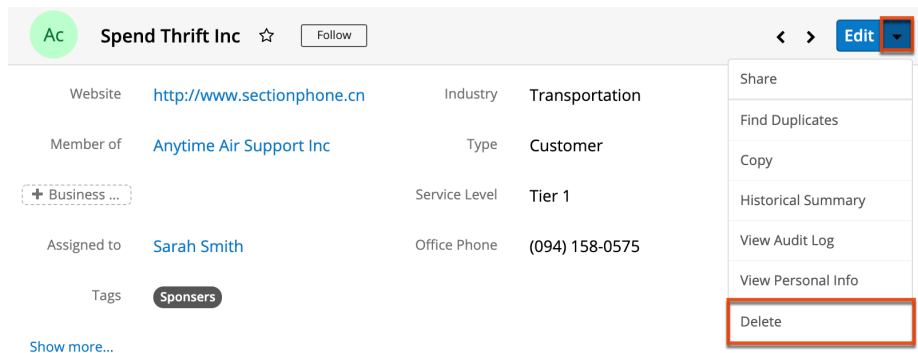 Ac Spend Thrift Inc Follow Edit
Share
Website http://www.sectionphone.cn Industry Transportation
Find Duplicates
Member of Anytime Air Support Inc Type Customer
Copy
+ Business ... Service Level Tier 1
Historical Summary
Assigned to Sarah Smith Office Phone (094) 158-0575
View Audit Log
View Personal Info
Tags Sponsers
Delete
Show more...